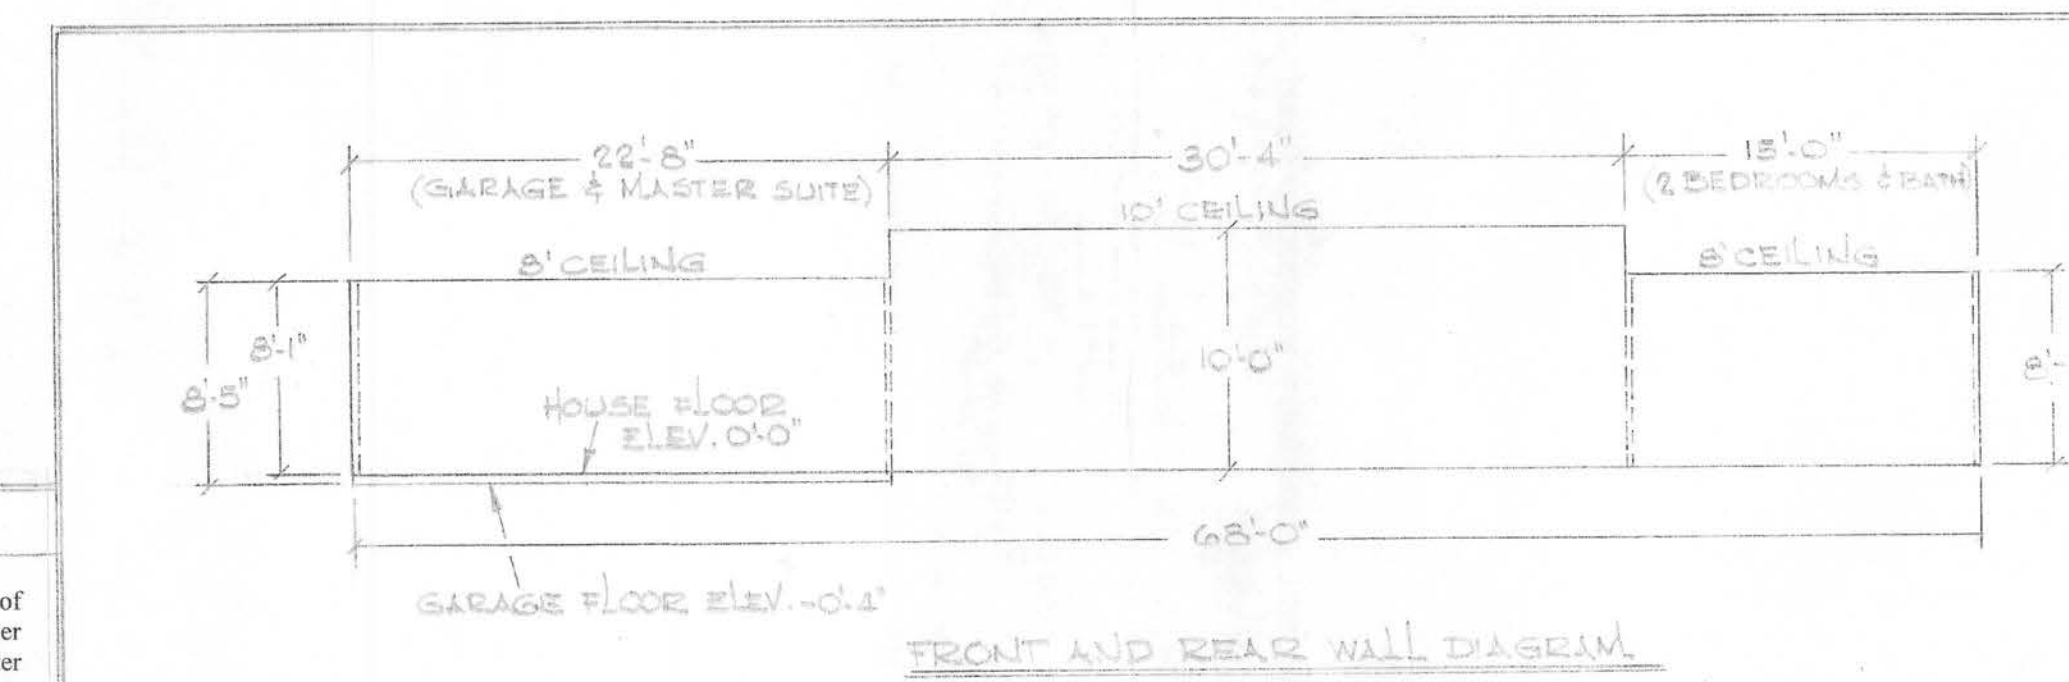 22'-8"
(GARAGE & MASTER SUITE)
30'-4"
15'-0"
(2 BEDROOMS & BATH)
10' CEILING
8' CEILING
8' CEILING
8'-1"
8'-5"
10'-0"
8'-
HOUSE FLOOR
ELEV. 0'-0"
68'-0"
GARAGE FLOOR ELEV. -0'-4"
FRONT AND REAR WALL DIAGRAM
of
er
er